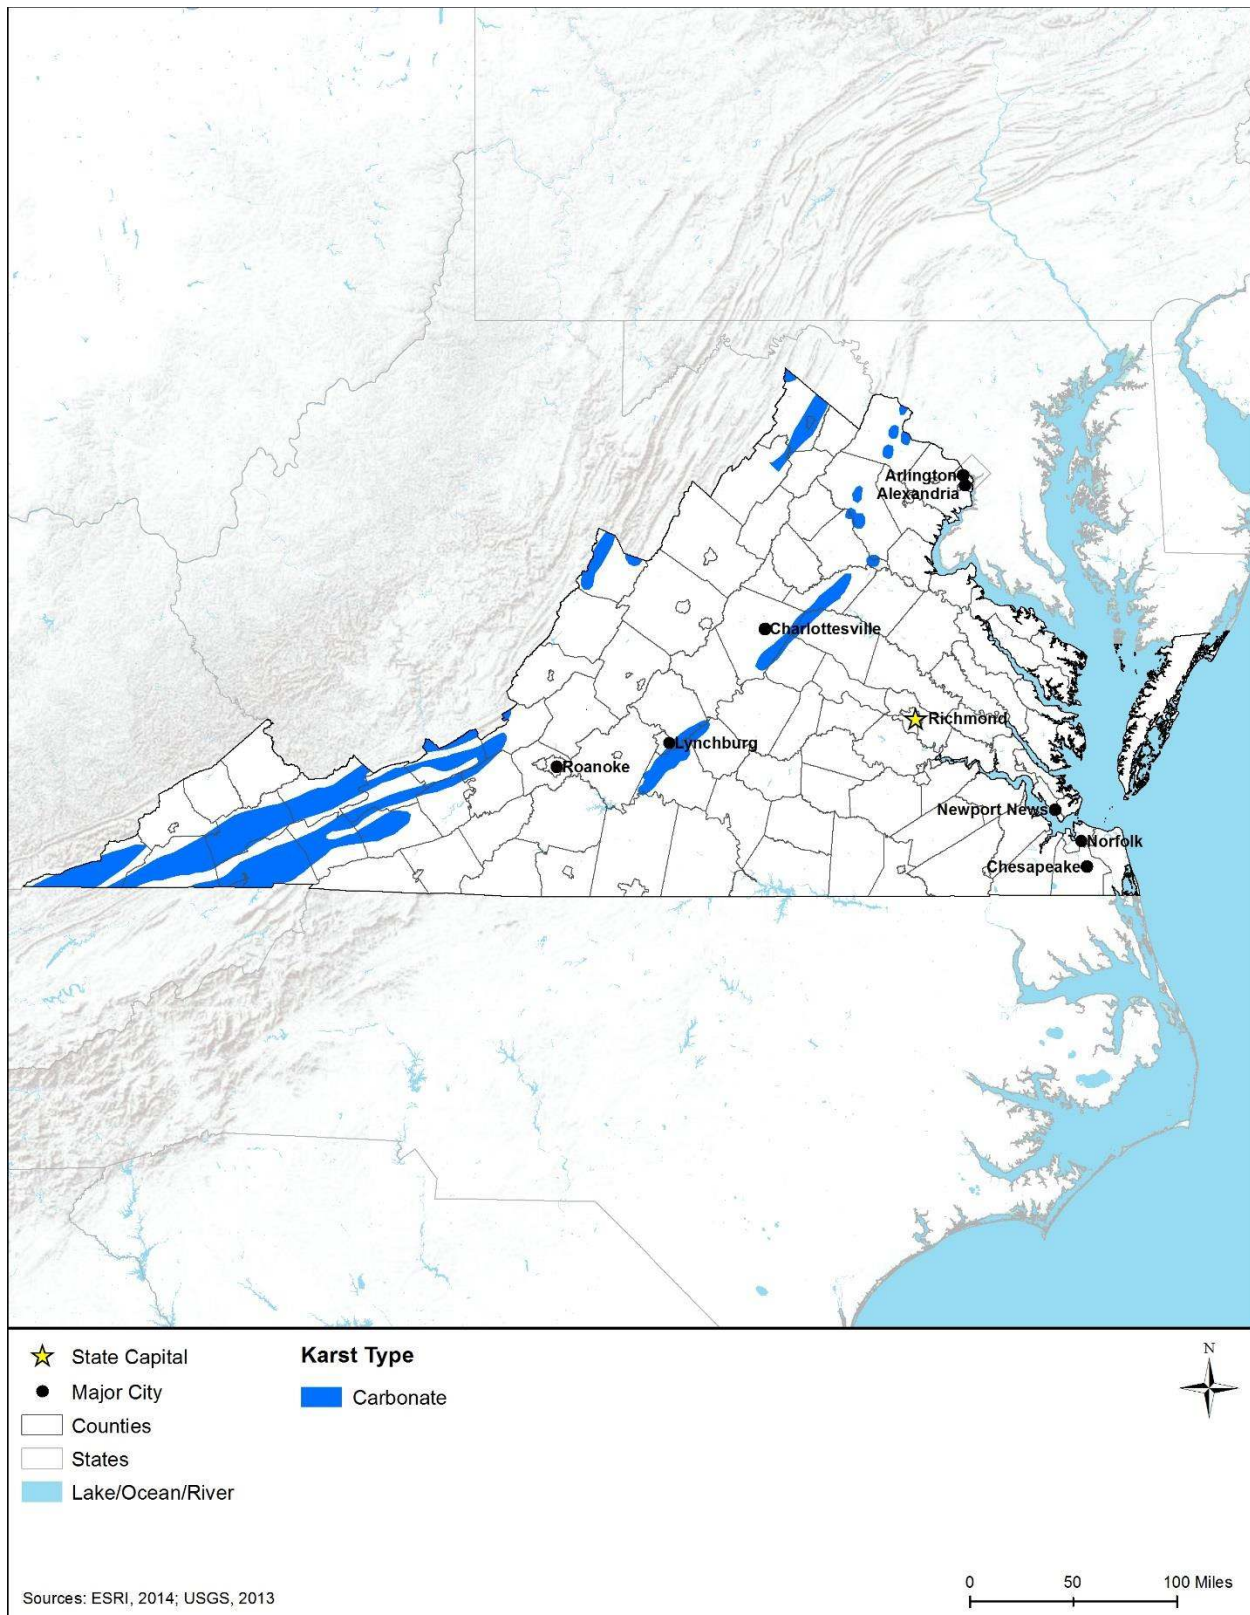 Arlington
Alexandria
Charlottesville
Richmond
Lynchburg
Roanoke
Newport News
Norfolk
Chesapeake
State Capital
Major City
Counties
States
Lake/Ocean/River
Karst Type
Carbonate
N
0 50 100 Miles
Sources: ESRI, 2014; USGS, 2013